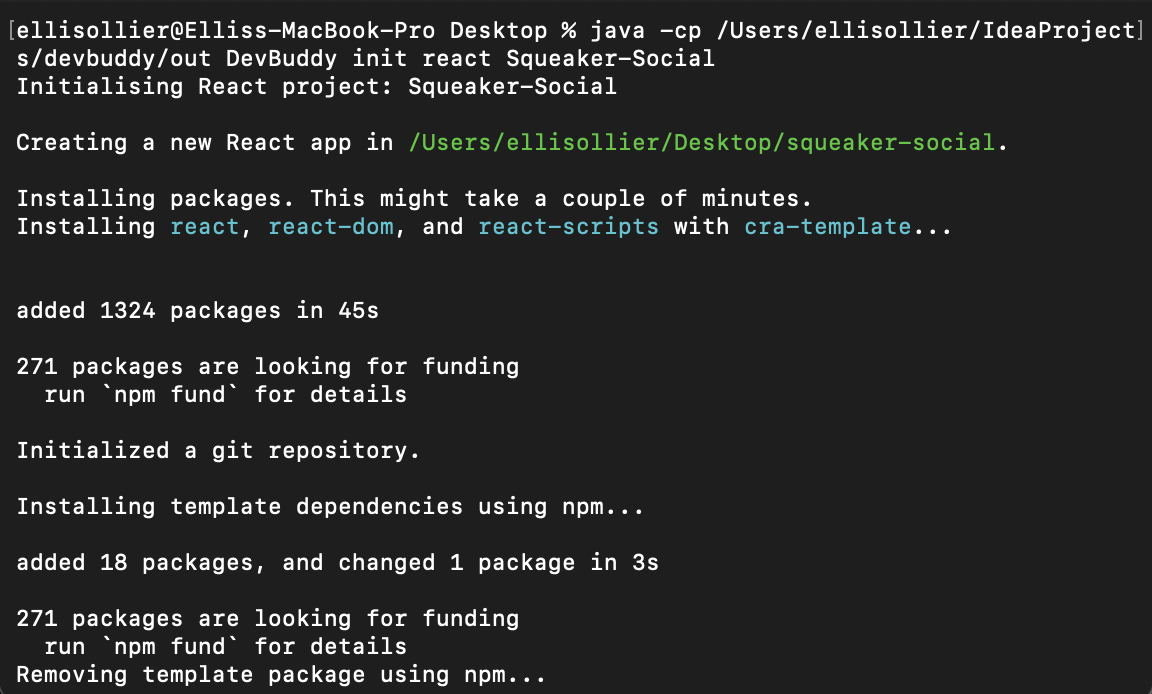 [ellisollier@Elliss-MacBook-Pro Desktop % java -cp /Users/ellisollier/IdeaProject]
s/devbuddy/out DevBuddy init react Squeaker-Social
Initialising React project: Squeaker-Social
Creating a new React app in /Users/ellisollier/Desktop/squeaker-social.
Installing packages. This might take a couple of minutes.
Installing react, react-dom, and react-scripts with cra-template...
added 1324 packages in 45s
271 packages are looking for funding
  run `npm fund` for details
Initialized a git repository.
Installing template dependencies using npm...
added 18 packages, and changed 1 package in 3s
271 packages are looking for funding
  run `npm fund` for details
Removing template package using npm...